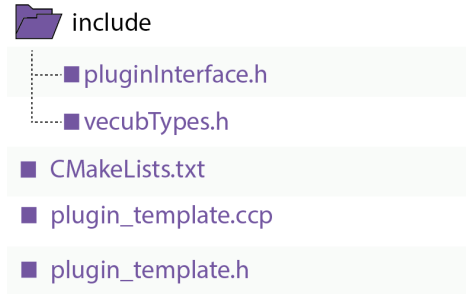 include
pluginInterface.h
vecubTypes.h
CMakeLists.txt
plugin_template.ccp
plugin_template.h